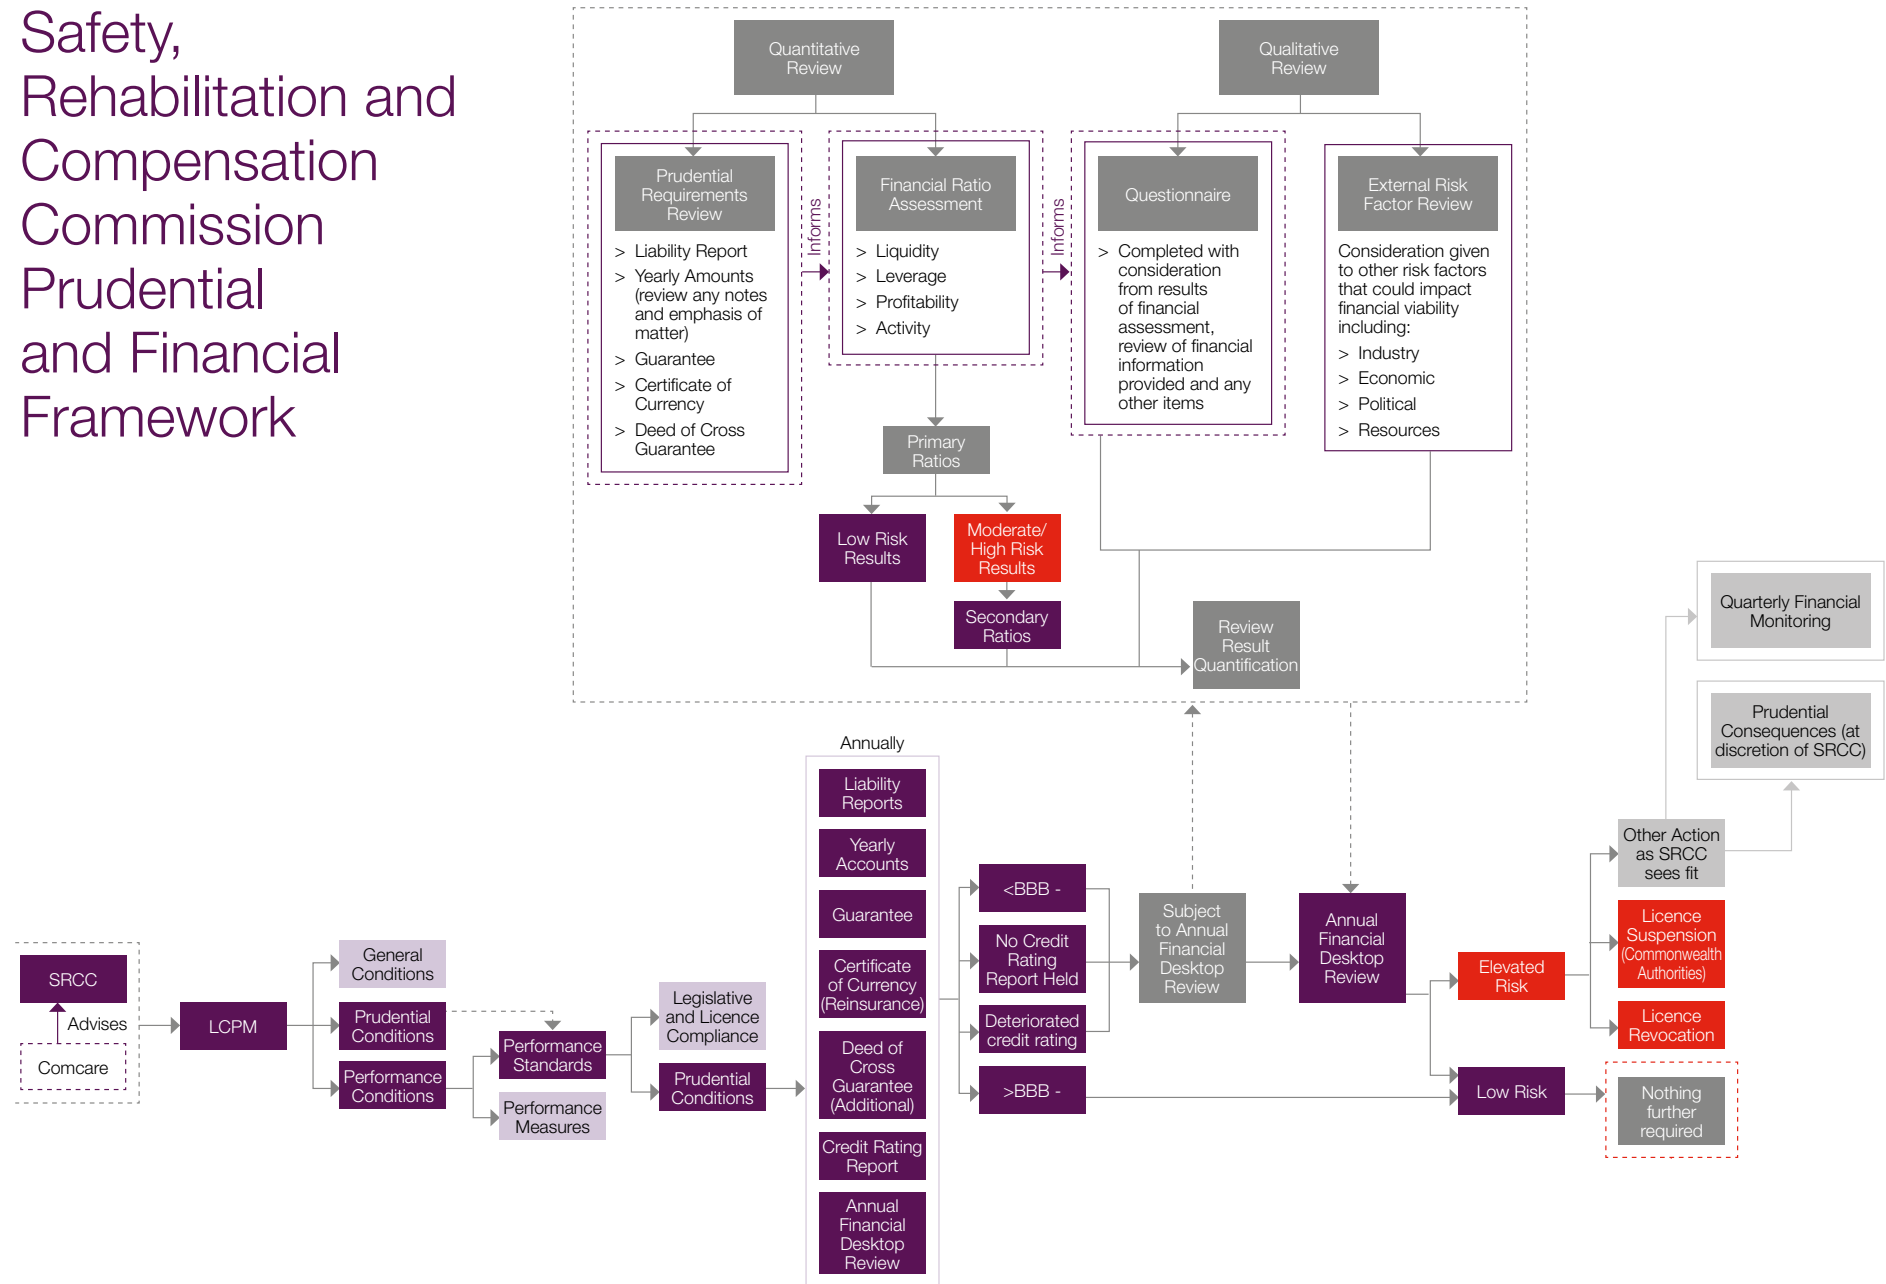 Safety,
Rehabilitation and
Compensation
Commission
Prudential
and Financial
Framework
Quantitative
Review
Qualitative
Review
Prudential
Requirements
Review
> Liability Report
> Yearly Amounts
(review any notes
and emphasis of
matter)
> Guarantee
> Certificate of
Currency
> Deed of Cross
Guarantee
Informs
Financial Ratio
Assessment
> Liquidity
> Leverage
> Profitability
> Activity
Informs
Questionnaire
> Completed with
consideration
from results
of financial
assessment,
review of financial
information
provided and any
other items
External Risk
Factor Review
Consideration given
to other risk factors
that could impact
financial viability
including:
> Industry
> Economic
> Political
> Resources
Primary
Ratios
Low Risk
Results
Moderate/
High Risk
Results
Secondary
Ratios
Review
Result
Quantification
Quarterly Financial
Monitoring
Prudential
Consequences (at
discretion of SRCC)
SRCC
Advises
Comcare
LCPM
General
Conditions
Prudential
Conditions
Performance
Conditions
Performance
Standards
Performance
Measures
Legislative
and Licence
Compliance
Prudential
Conditions
Annually
Liability
Reports
Yearly
Accounts
Guarantee
Certificate
of Currency
(Reinsurance)
Deed of
Cross
Guarantee
(Additional)
Credit Rating
Report
Annual
Financial
Desktop
Review
<BBB -
No Credit
Rating
Report Held
Deteriorated
credit rating
>BBB -
Subject
to Annual
Financial
Desktop
Review
Annual
Financial
Desktop
Review
Elevated
Risk
Low Risk
Other Action
as SRCC
sees fit
Licence
Suspension
(Commonwealth
Authorities)
Licence
Revocation
Nothing
further
required